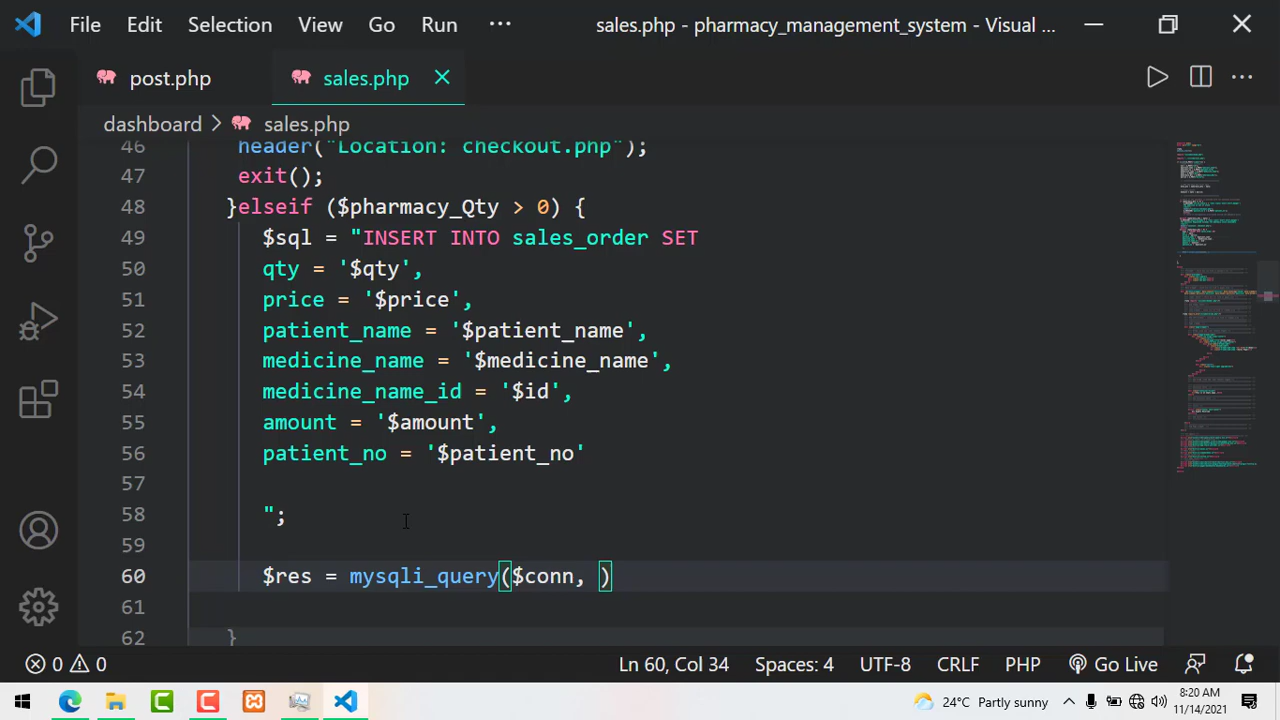 File Edit Selection View Go Run ··· sales.php - pharmacy_management_system - Visual ...
post.php sales.php
dashboard > sales.php
46 header("Location: checkout.php");
47 exit();
48 }elseif ($pharmacy_Qty > 0) {
49 $sql = "INSERT INTO sales_order SET
50 qty = '$qty',
51 price = '$price',
52 patient_name = '$patient_name',
53 medicine_name = '$medicine_name',
54 medicine_name_id = '$id',
55 amount = '$amount',
56 patient_no = '$patient_no'
57
58 ";
59
60 $res = mysqli_query($conn, )
61
62 }
0 0 Ln 60, Col 34 Spaces: 4 UTF-8 CRLF PHP Go Live
24°C Partly sunny 8:20 AM
11/14/2021